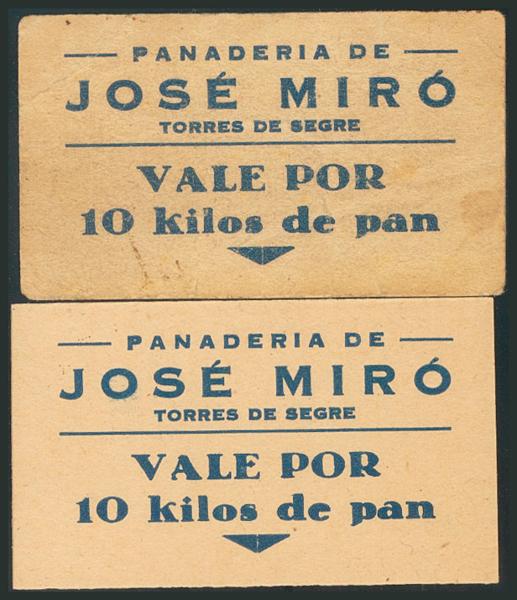 PANADERIA DE
JOSÉ MIRÓ
TORRES DE SEGRE
VALE POR
10 kilos de pan
PANADERIA DE
JOSÉ MIRÓ
TORRES DE SEGRE
VALE POR
10 kilos de pan